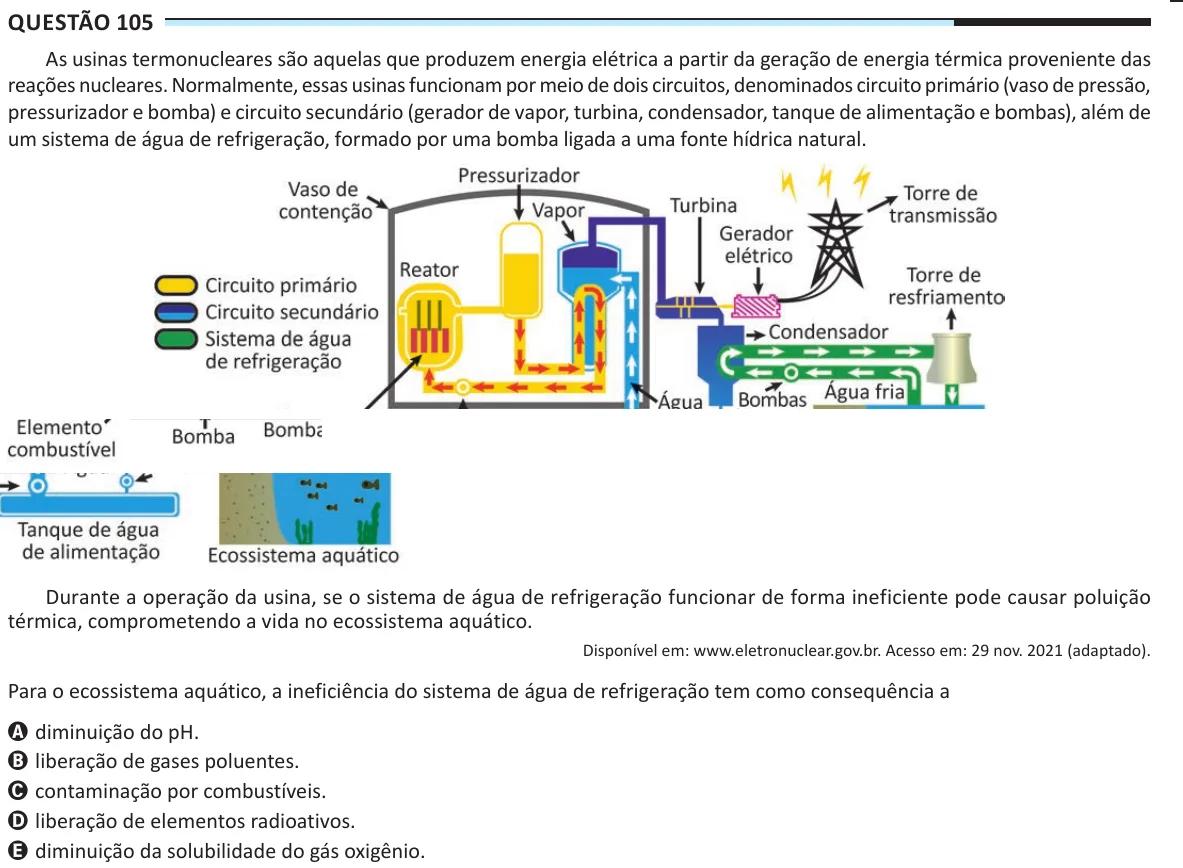 QUESTÃO 105
As usinas termonucleares são aquelas que produzem energia elétrica a partir da geração de energia térmica proveniente das
reações nucleares. Normalmente, essas usinas funcionam por meio de dois circuitos, denominados circuito primário (vaso de pressão,
pressurizador e bomba) e circuito secundário (gerador de vapor, turbina, condensador, tanque de alimentação e bombas), além de
um sistema de água de refrigeração, formado por uma bomba ligada a uma fonte hídrica natural.
Pressurizador
Vaso de
contenção
Vapor
Turbina
Torre de
transmissão
Gerador
elétrico
Reator
Torre de
resfriamento
Circuito primário
Circuito secundário
Sistema de água
de refrigeração
Condensador
Água
Bombas
Água fria
Elemento
combustível
Bomba
Bomba
Tanque de água
de alimentação
Ecossistema aquático
Durante a operação da usina, se o sistema de água de refrigeração funcionar de forma ineficiente pode causar poluição
térmica, comprometendo a vida no ecossistema aquático.
Disponível em: www.eletronuclear.gov.br. Acesso em: 29 nov. 2021 (adaptado).
Para o ecossistema aquático, a ineficiência do sistema de água de refrigeração tem como consequência a
A diminuição do pH.
B liberação de gases poluentes.
C contaminação por combustíveis.
D liberação de elementos radioativos.
E diminuição da solubilidade do gás oxigênio.